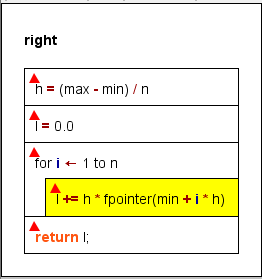 right
h = (max - min) / n
I = 0.0
for i ← 1 to n
I += h * fpointer(min + i * h)
return I;